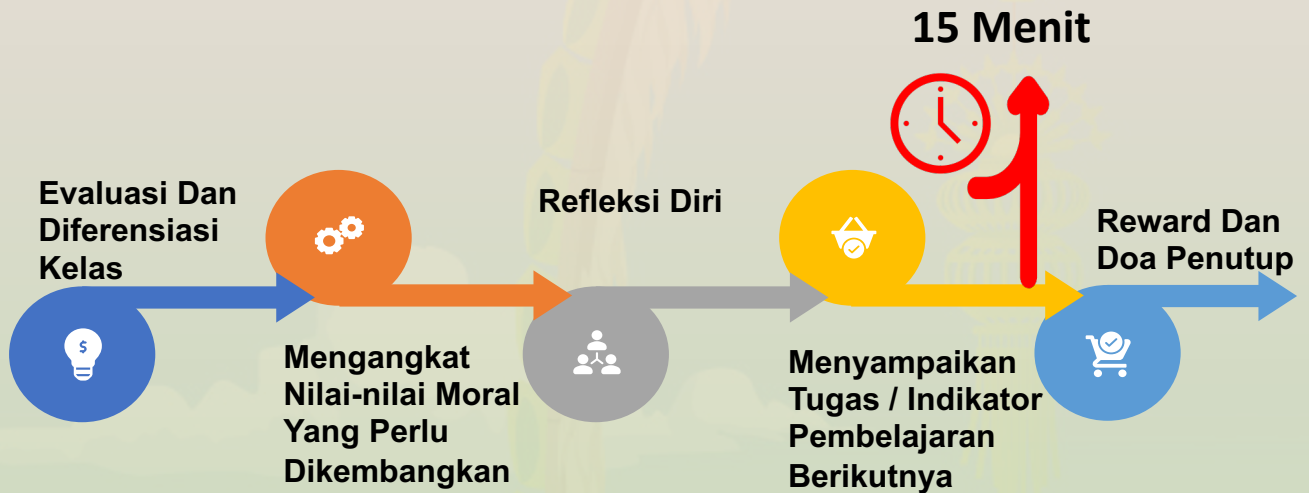 15 Menit
Evaluasi Dan
Diferensiasi
Kelas
Mengangkat
Nilai-nilai Moral
Yang Perlu
Dikembangkan
Refleksi Diri
Menyampaikan
Tugas / Indikator
Pembelajaran
Berikutnya
Reward Dan
Doa Penutup
$